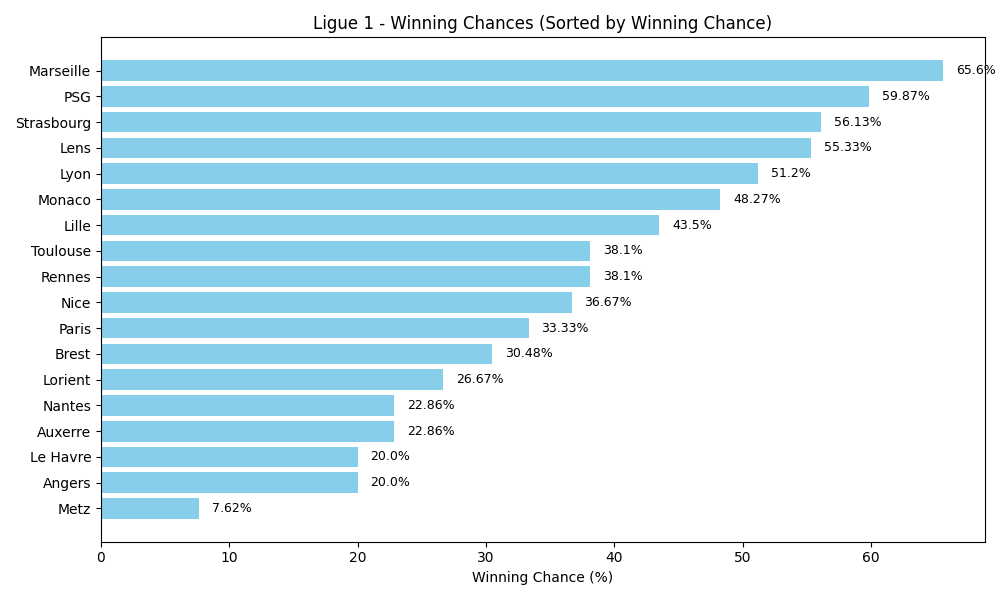 Ligue 1 - Winning Chances (Sorted by Winning Chance)
Marseille 65.6%
PSG 59.87%
Strasbourg 56.13%
Lens 55.33%
Lyon 51.2%
Monaco 48.27%
Lille 43.5%
Toulouse 38.1%
Rennes 38.1%
Nice 36.67%
Paris 33.33%
Brest 30.48%
Lorient 26.67%
Nantes 22.86%
Auxerre 22.86%
Le Havre 20.0%
Angers 20.0%
Metz 7.62%
0 10 20 30 40 50 60
Winning Chance (%)